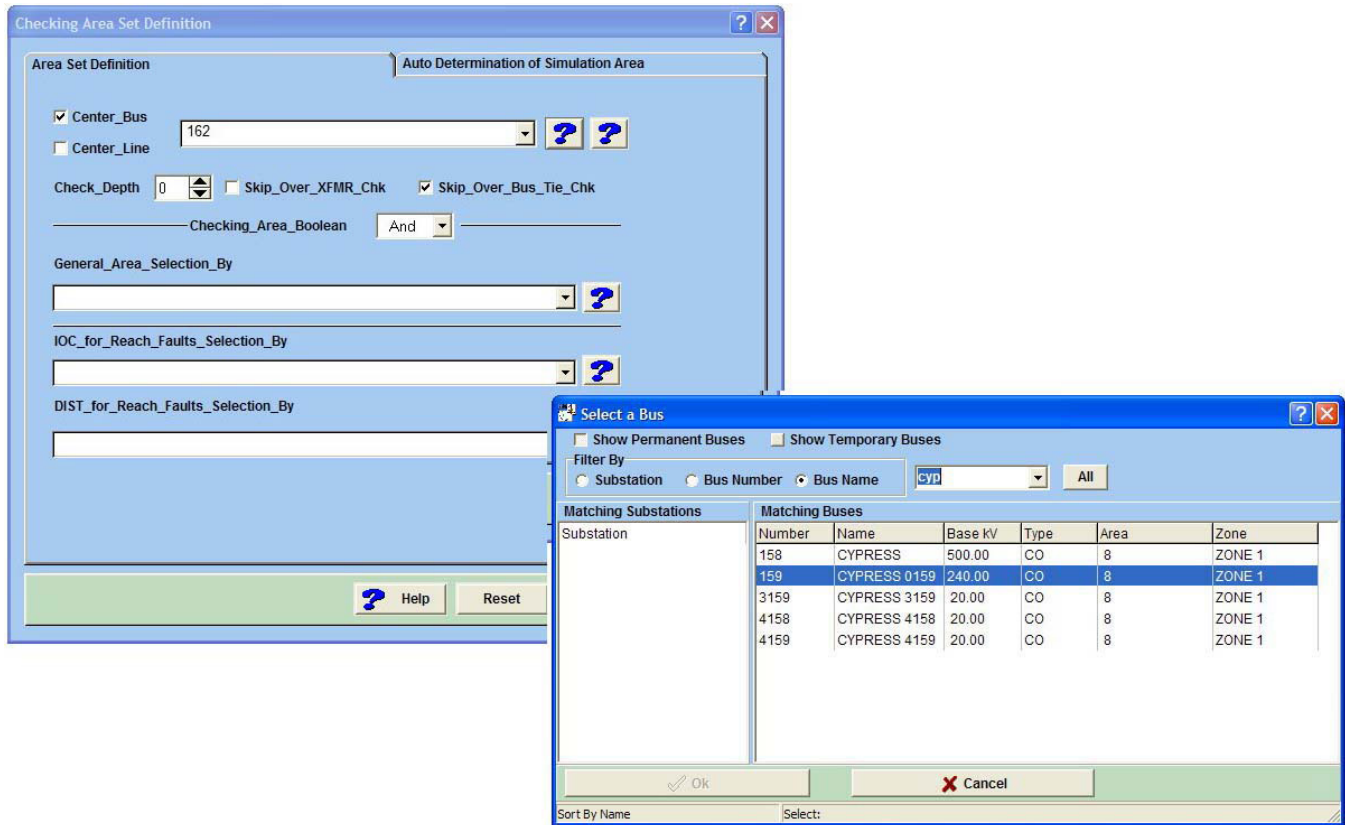 Checking Area Set Definition
Area Set Definition
Auto Determination of Simulation Area
Center_Bus
162
Center_Line
Check_Depth 0 Skip_Over_XFMR_Chk Skip_Over_Bus_Tie_Chk
Checking_Area_Boolean And
General_Area_Selection_By
IOC_for_Reach_Faults_Selection_By
DIST_for_Reach_Faults_Selection_By
Help Reset
Select a Bus
Show Permanent Buses Show Temporary Buses
Filter By
Substation Bus Number Bus Name cyp All
Matching Substations Matching Buses
Substation Number Name Base kV Type Area Zone
158 CYPRESS 500.00 CO 8 ZONE 1
159 CYPRESS 0159 240.00 CO 8 ZONE 1
3159 CYPRESS 3159 20.00 CO 8 ZONE 1
4158 CYPRESS 4158 20.00 CO 8 ZONE 1
4159 CYPRESS 4159 20.00 CO 8 ZONE 1
Ok Cancel
Sort By Name Select: